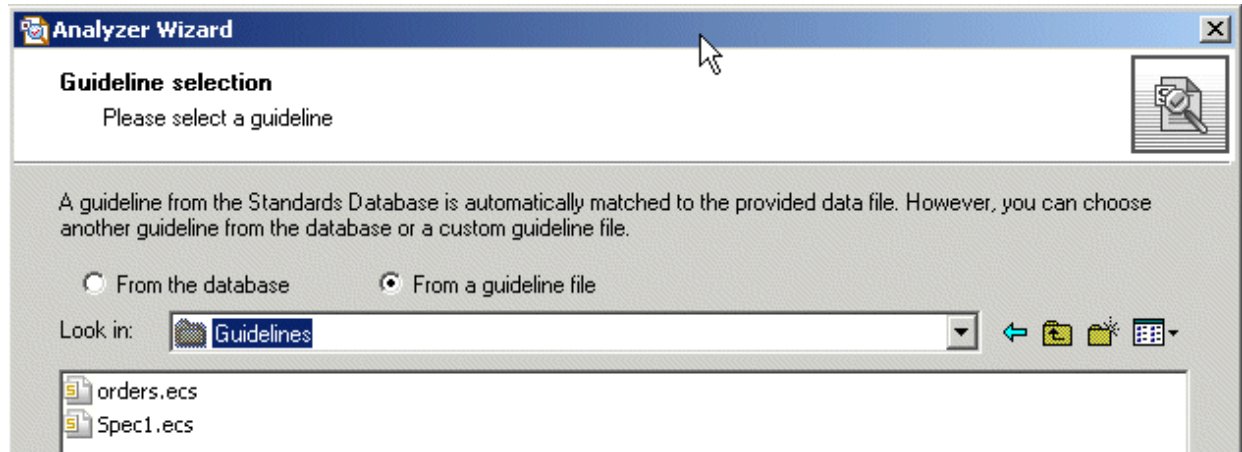 Analyzer Wizard
Guideline selection
Please select a guideline
A guideline from the Standards Database is automatically matched to the provided data file. However, you can choose
another guideline from the database or a custom guideline file.
From the database From a guideline file
Look in: Guidelines
orders.ecs
Spec1.ecs